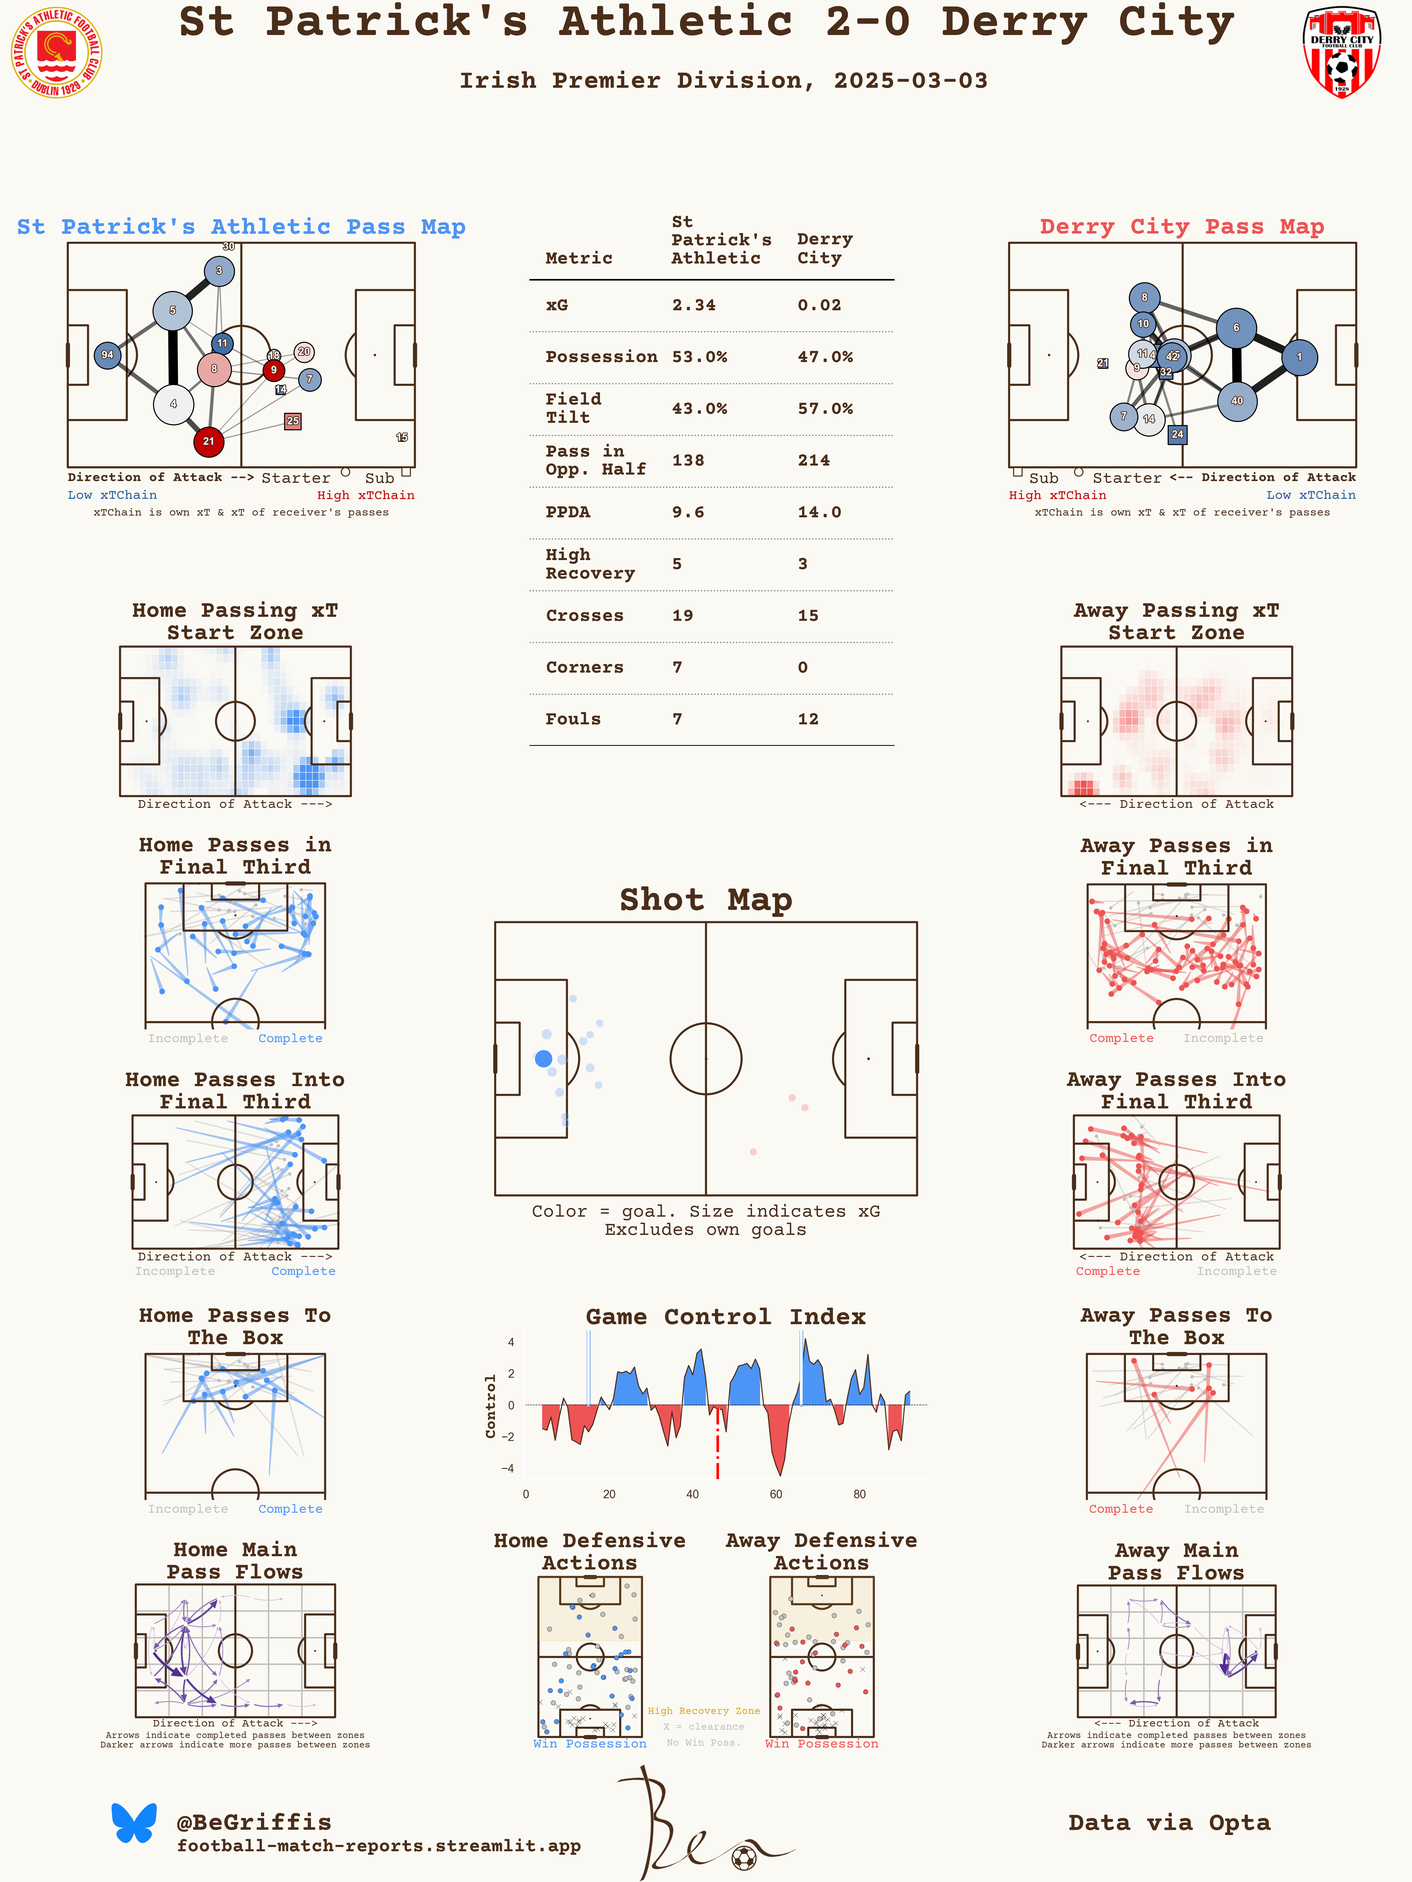 St Patrick's Athletic 2-0 Derry City
Irish Premier Division, 2025-03-03
ST PATRICK'S ATHLETIC FOOTBALL CLUB
DUBLIN 1929
DERRY CITY
FOOTBALL CLUB
1928
St Patrick's Athletic Pass Map
30
3
5
11
94
18
20
8
9
7
14
4
25
21
15
Direction of Attack --> Starter Sub
Low xTChain High xTChain
xTChain is own xT & xT of receiver's passes
Metric St Patrick's Athletic Derry City
xG 2.34 0.02
Possession 53.0% 47.0%
Field Tilt 43.0% 57.0%
Pass in Opp. Half 138 214
PPDA 9.6 14.0
High Recovery 5 3
Crosses 19 15
Corners 7 0
Fouls 7 12
Derry City Pass Map
8
10
6
11
4
42
1
21
9
32
40
7
14
24
Sub Starter <-- Direction of Attack
High xTChain Low xTChain
xTChain is own xT & xT of receiver's passes
Home Passing xT
Start Zone
Direction of Attack --->
Away Passing xT
Start Zone
<--- Direction of Attack
Home Passes in
Final Third
Incomplete Complete
Away Passes in
Final Third
Complete Incomplete
Shot Map
Color = goal. Size indicates xG
Excludes own goals
Home Passes Into
Final Third
Direction of Attack --->
Incomplete Complete
Away Passes Into
Final Third
<--- Direction of Attack
Complete Incomplete
Home Passes To
The Box
Incomplete Complete
Game Control Index
Control
4
2
0
−2
−4
0 20 40 60 80
Away Passes To
The Box
Complete Incomplete
Home Main
Pass Flows
Direction of Attack --->
Arrows indicate completed passes between zones
Darker arrows indicate more passes between zones
Home Defensive
Actions
Win Possession
High Recovery Zone
X = clearance
No Win Poss.
Away Defensive
Actions
Win Possession
Away Main
Pass Flows
<--- Direction of Attack
Arrows indicate completed passes between zones
Darker arrows indicate more passes between zones
@BeGriffis
football-match-reports.streamlit.app
Ben
Data via Opta